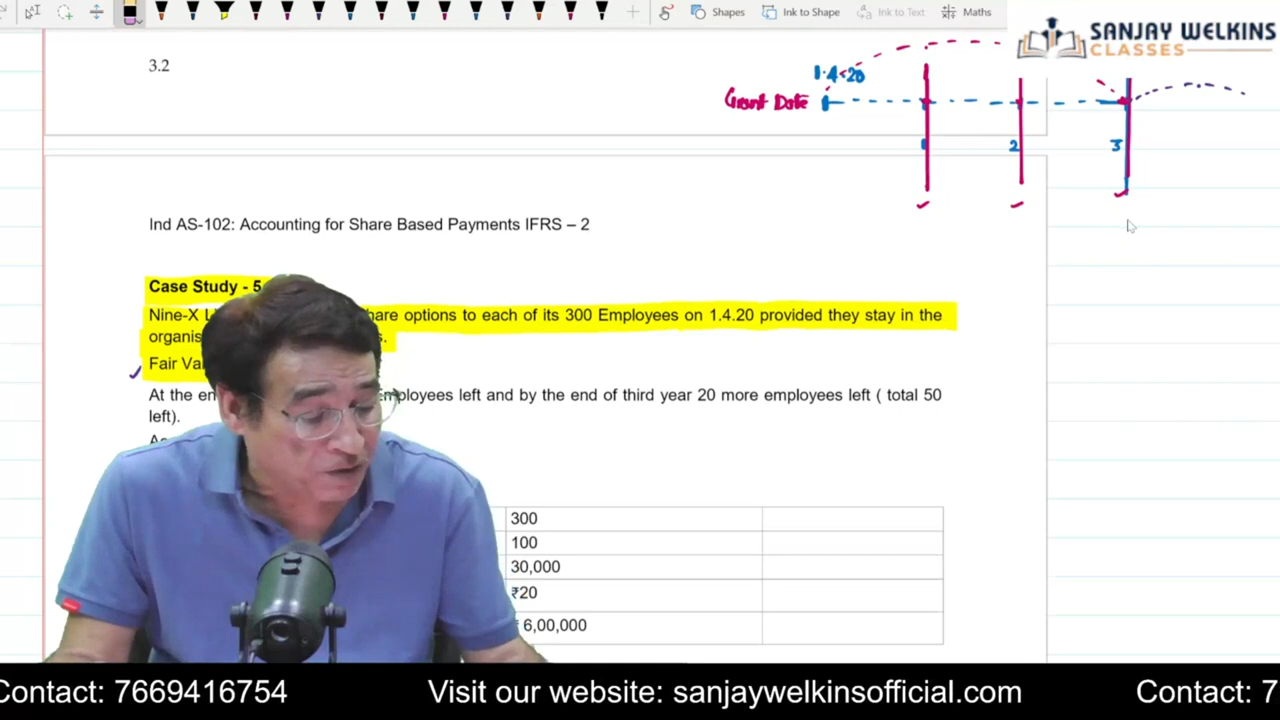 Shapes Ink to Shape Ink to Text Maths
SANJAY WELKINS
CLASSES
3.2
1.4.20
Grant Date
1 2 3
Ind AS-102: Accounting for Share Based Payments IFRS – 2
Case Study - 5
Nine-X share options to each of its 300 Employees on 1.4.20 provided they stay in the
Fair
At the employees left and by the end of third year 20 more employees left ( total 50
left).
300
100
30,000
₹20
6,00,000
Contact: 7669416754 Visit our website: sanjaywelkinsofficial.com Contact: 7